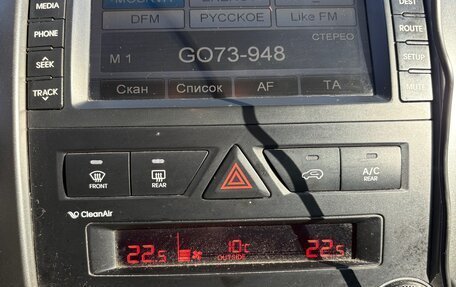 MEDIA
DEST
DFM РУССКОЕ Like FM
PHONE
ROUTE
СТЕРЕО
SEEK
M 1 GO73-948
SETUP
TRACK
Скан Список AF TA
MUTE
FRONT REAR A/C
REAR
CleanAir
22.5 10°C 22.5
OUTSIDE